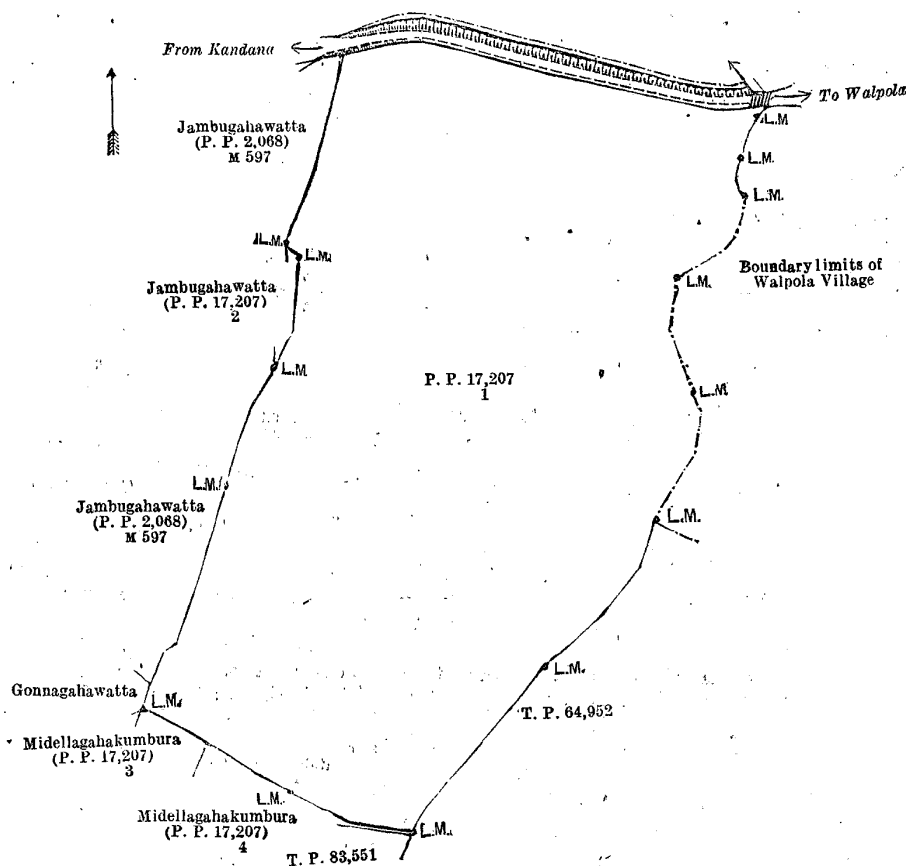 From Kandana
To Walpola
L.M
Jambugahawatta
(P. P. 2,068)
M 597
L.M.
L.M.
L.M.
L.M.
Boundary limits of
Walpola Village
L.M.
Jambugahawatta
(P. P. 17,207)
2
L.M.
P. P. 17,207
1
L.M.
L.M.
Jambugahawatta
(P. P. 2,068)
M 597
L.M.
L.M.
Gonnagahawatta
L.M.
T. P. 64,952
Midellagahakumbura
(P. P. 17,207)
3
L.M.
Midellagahakumbura
(P. P. 17,207)
4
L.M.
T. P. 83,551